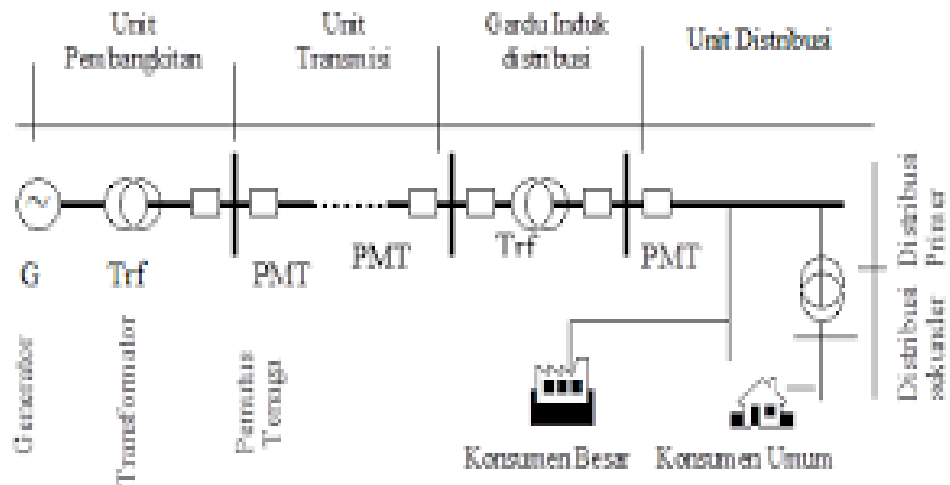 Unit
Pembangkitan
Unit
Transmisi
Gardu Induk
distribusi
Unit Distribusi
G
Trf
PMT
PMT
Trf
PMT
Distribusi
Primer
Distribusi
sekunder
Generator
Transformator
Pemutus
Tenaga
Konsumen Besar
Konsumen Umum